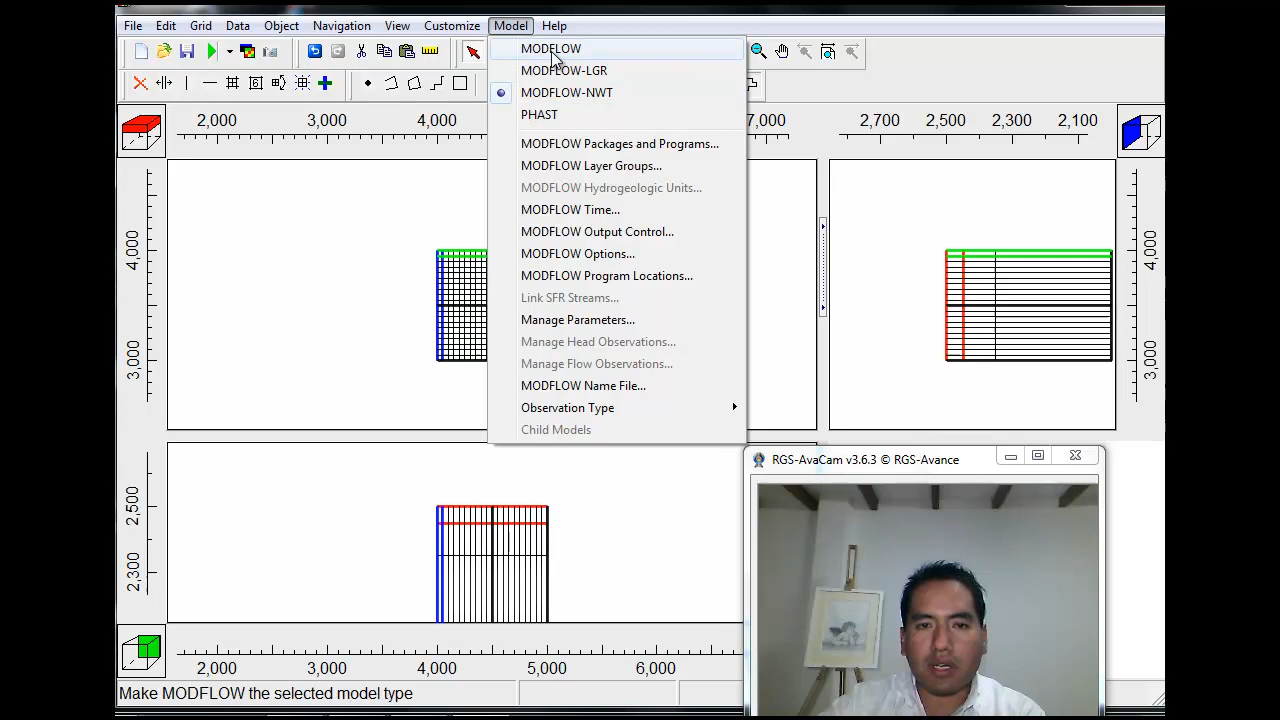 File Edit Grid Data Object Navigation View Customize Model Help
MODFLOW
MODFLOW-LGR
MODFLOW-NWT
PHAST
MODFLOW Packages and Programs...
MODFLOW Layer Groups...
MODFLOW Hydrogeologic Units...
MODFLOW Time...
MODFLOW Output Control...
MODFLOW Options...
MODFLOW Program Locations...
Link SFR Streams...
Manage Parameters...
Manage Head Observations...
Manage Flow Observations...
MODFLOW Name File...
Observation Type
Child Models
2,000 3,000 4,000 7,000
2,700 2,500 2,300 2,100
4,000
3,000
4,000
3,000
2,500
2,300
2,000 3,000 4,000 5,000 6,000
RGS-AvaCam v3.6.3 © RGS-Avance
Make MODFLOW the selected model type